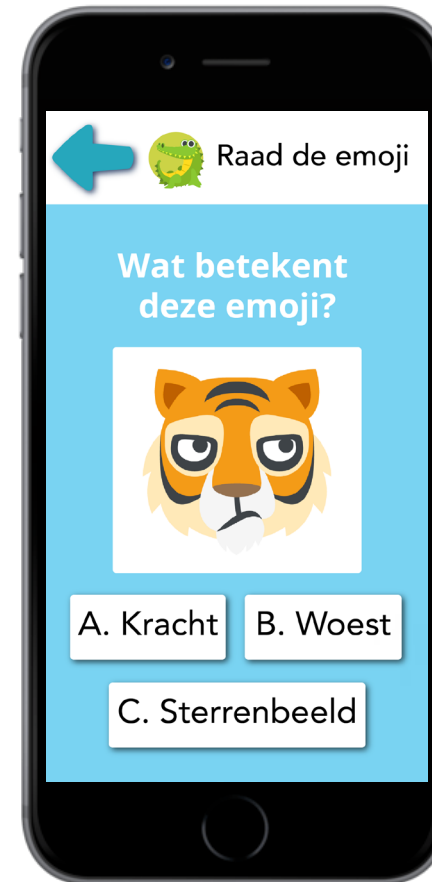 Raad de emoji
Wat betekent
deze emoji?
A. Kracht
B. Woest
C. Sterrenbeeld